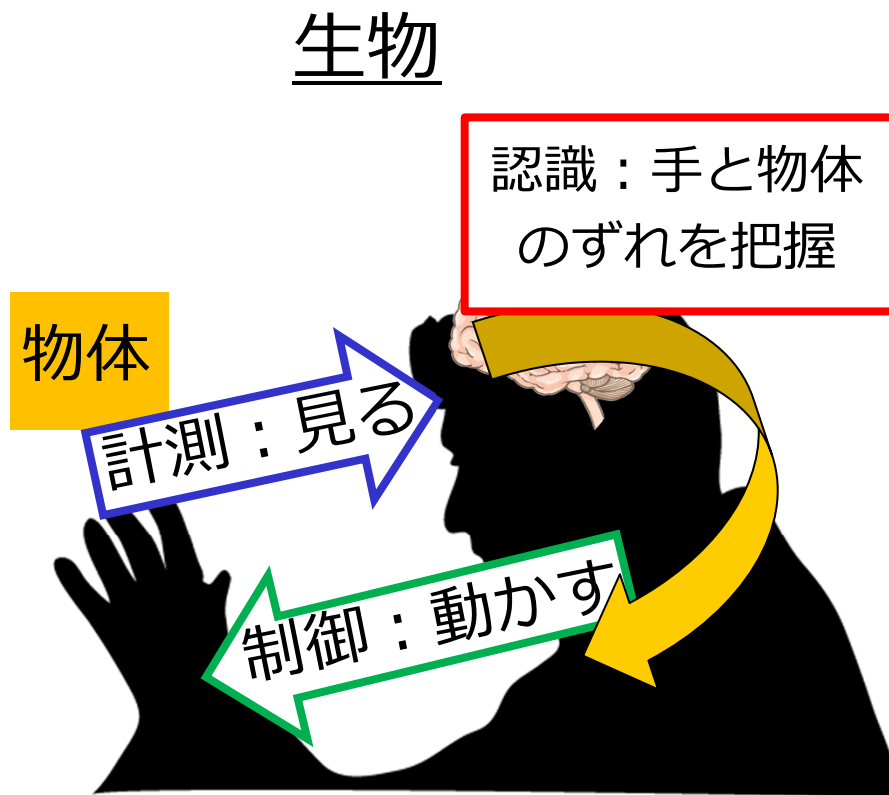 生物
認識：手と物体
のずれを把握
物体
計測：見る
制御：動かす